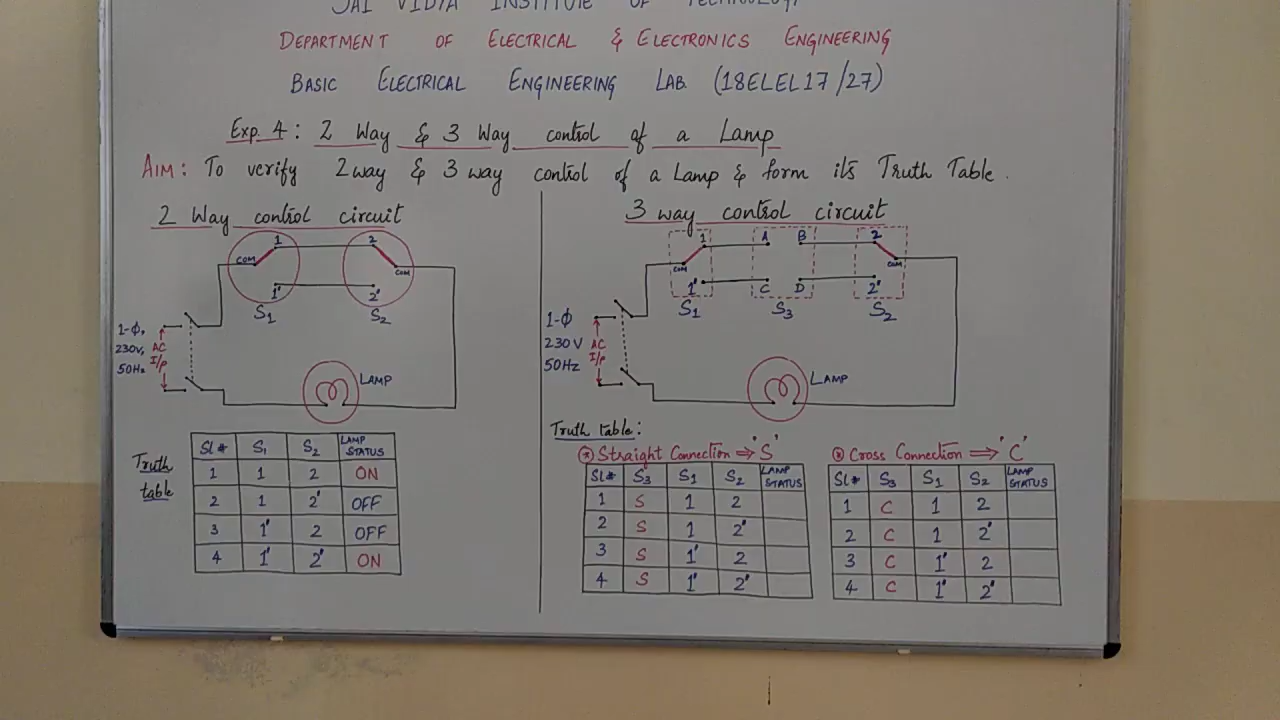 JAI VIDYA INSTITUTE OF TECHNOLOGY
DEPARTMENT OF ELECTRICAL & ELECTRONICS ENGINEERING
BASIC ELECTRICAL ENGINEERING LAB (18ELEL17/27)
Exp. 4: 2 Way & 3 Way control of a Lamp
AIM: To verify 2way & 3 way control of a Lamp & form its Truth Table.
2 Way control circuit
1 2
COM COM
1' 2'
S1 S2
1-Φ,
230V,
50Hz
AC
I/P
LAMP
Truth
table
Sl # S1 S2 LAMP STATUS
1 1 2 ON
2 1 2' OFF
3 1' 2 OFF
4 1' 2' ON
3 way control circuit
1 A B 2
COM COM
1' C D 2'
S1 S3 S2
1-Φ
230V
50Hz
AC
I/P
LAMP
Truth table:
Straight Connection ⇒ 'S'
Sl# S3 S1 S2 LAMP STATUS
1 S 1 2
2 S 1 2'
3 S 1' 2
4 S 1' 2'
Cross Connection ⇒ 'C'
Sl# S3 S1 S2 LAMP STATUS
1 C 1 2
2 C 1 2'
3 C 1' 2
4 C 1' 2'